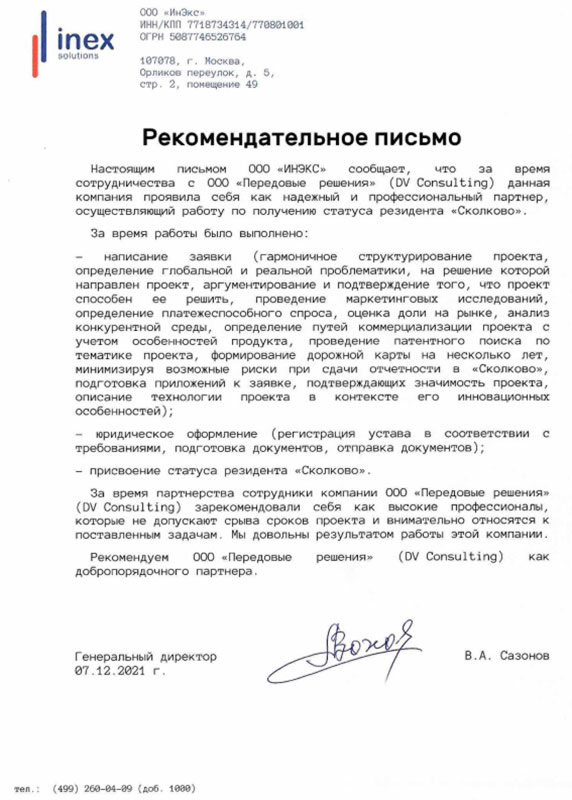 inex
solutions
ООО «ИнЭкс»
ИНН/КПП 7718734314/770801001
ОГРН 5087746526764
107078, г. Москва,
Орликов переулок, д. 5,
стр. 2, помещение 49
Рекомендательное письмо
Настоящим письмом ООО «ИНЭКС» сообщает, что за время
сотрудничества с ООО «Передовые решения» (DV Consulting) данная
компания проявила себя как надежный и профессиональный партнер,
осуществляющий работу по получению статуса резидента «Сколково».
За время работы было выполнено:
– написание заявки (гармоничное структурирование проекта,
определение глобальной и реальной проблематики, на решение которой
направлен проект, аргументирование и подтверждение того, что проект
способен ее решить, проведение маркетинговых исследований,
определение платежеспособного спроса, оценка доли на рынке, анализ
конкурентной среды, определение путей коммерциализации проекта с
учетом особенностей продукта, проведение патентного поиска по
тематике проекта, формирование дорожной карты на несколько лет,
минимизируя возможные риски при сдачи отчетности в «Сколково»,
подготовка приложений к заявке, подтверждающих значимость проекта,
описание технологии проекта в контексте его инновационных
особенностей);
– юридическое оформление (регистрация устава в соответствии с
требованиями, подготовка документов, отправка документов);
– присвоение статуса резидента «Сколково».
За время партнерства сотрудники компании ООО «Передовые решения»
(DV Consulting) зарекомендовали себя как высокие профессионалы,
которые не допускают срыва сроков проекта и внимательно относятся к
поставленным задачам. Мы довольны результатом работы этой компании.
Рекомендуем ООО «Передовые решения» (DV Consulting) как
добропорядочного партнера.
Генеральный директор
07.12.2021 г.
В.А. Сазонов
тел.: (499) 260-04-09 (доб. 1000)